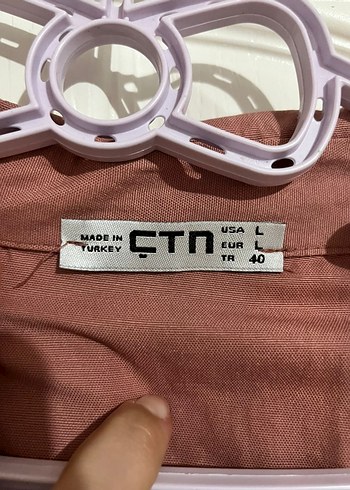 MADE IN
TURKEY
ÇTN
USA L
EUR L
TR 40